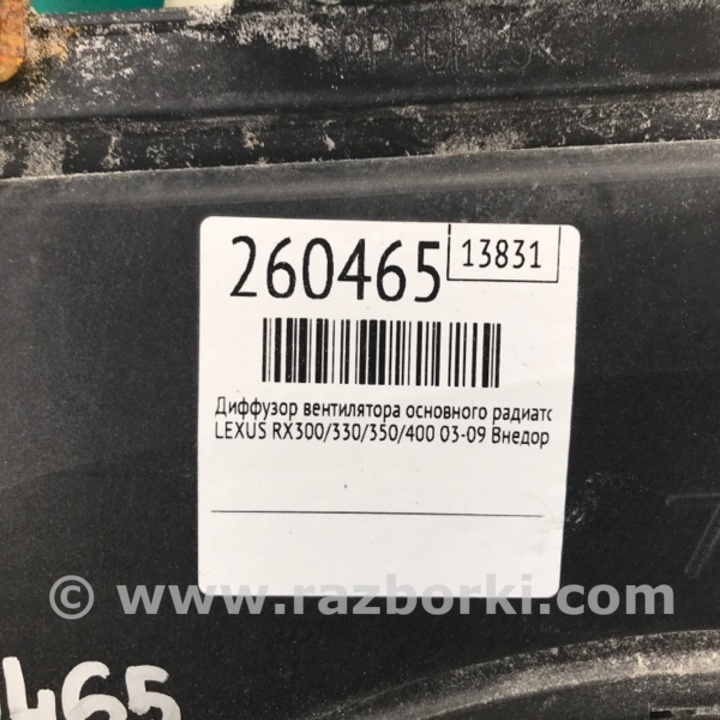 260465
13831
Диффузор вентилятора основного радиатс
LEXUS RX300/330/350/400 03-09 Внедор
© www.razborki.com
465